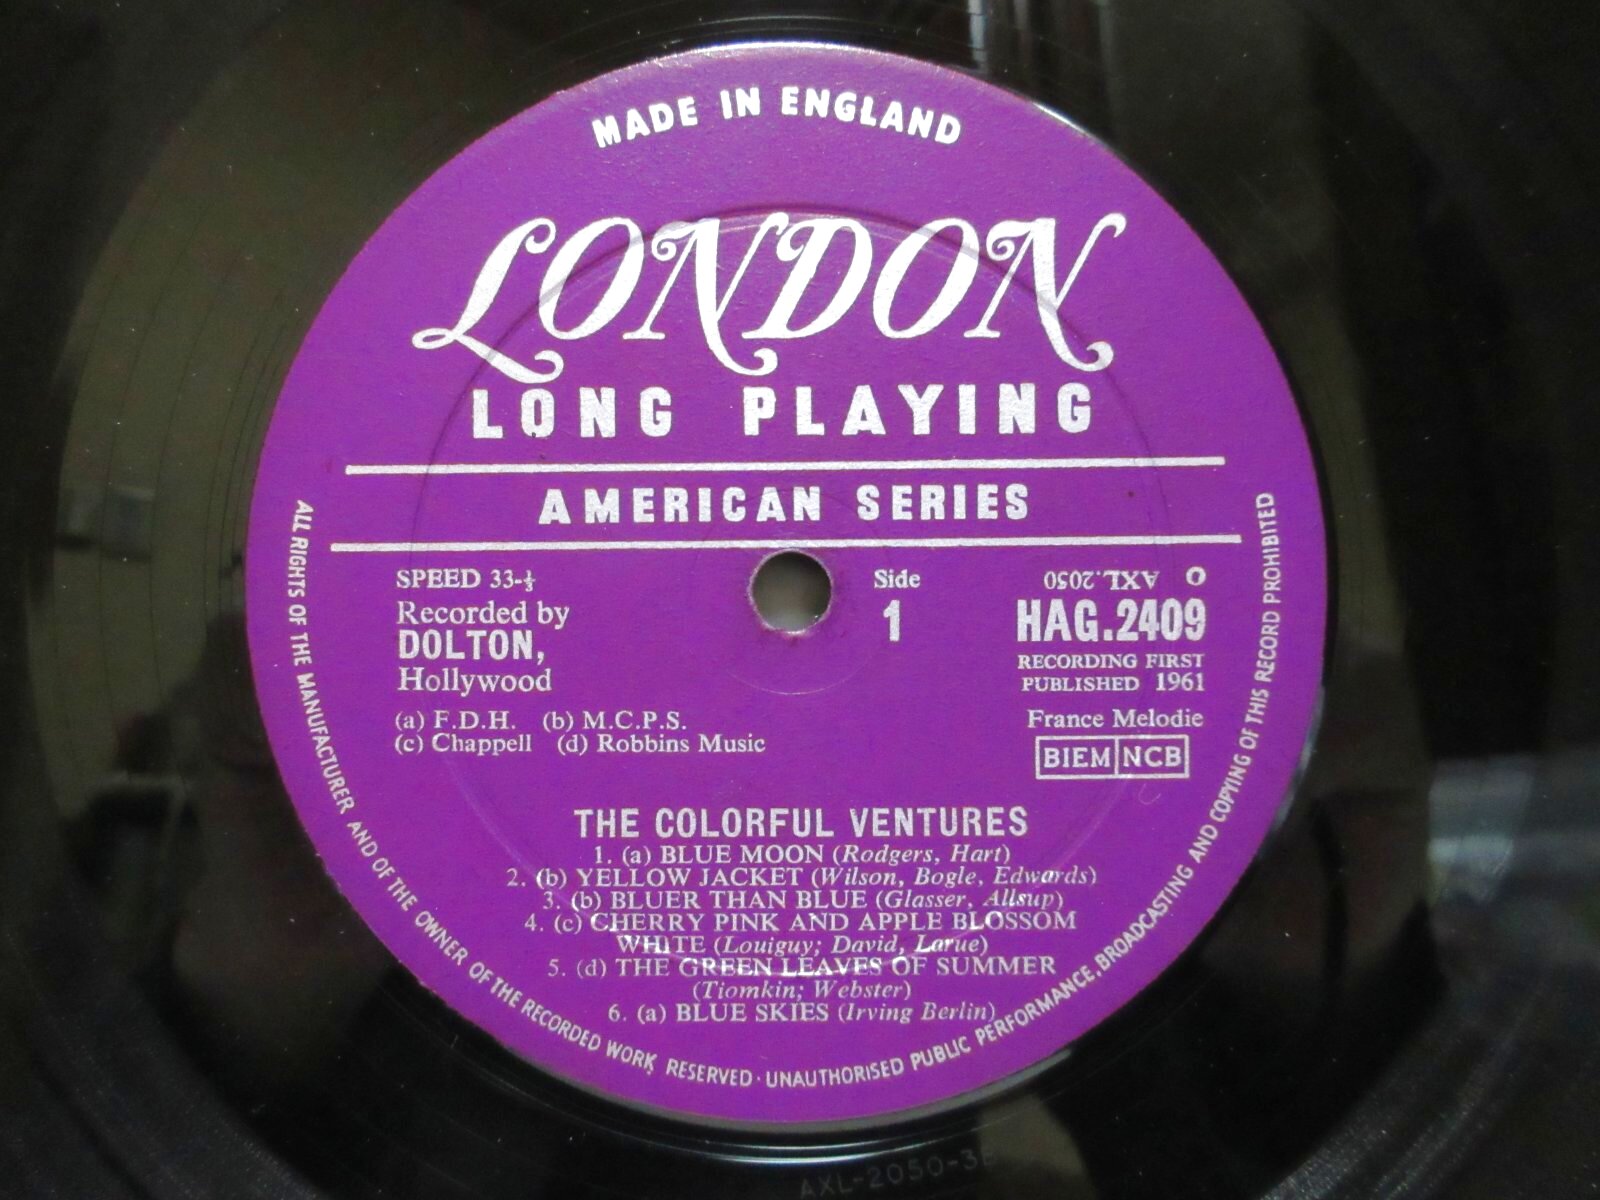 MADE IN ENGLAND
LONDON
LONG PLAYING
AMERICAN SERIES
SPEED 33-⅓
Recorded by
DOLTON,
Hollywood
(a) F.D.H. (b) M.C.P.S.
(c) Chappell (d) Robbins Music
Side
1
O AXL.2050
HAG.2409
RECORDING FIRST
PUBLISHED 1961
France Melodie
BIEM NCB
THE COLORFUL VENTURES
1. (a) BLUE MOON (Rodgers, Hart)
2. (b) YELLOW JACKET (Wilson, Bogle, Edwards)
3. (b) BLUER THAN BLUE (Glasser, Allsup)
4. (c) CHERRY PINK AND APPLE BLOSSOM
WHITE (Louiguy; David, Larue)
5. (d) THE GREEN LEAVES OF SUMMER
(Tiomkin; Webster)
6. (a) BLUE SKIES (Irving Berlin)
ALL RIGHTS OF THE MANUFACTURER AND OF THE OWNER OF THE RECORDED WORK RESERVED · UNAUTHORISED PUBLIC PERFORMANCE, BROADCASTING AND COPYING OF THIS RECORD PROHIBITED